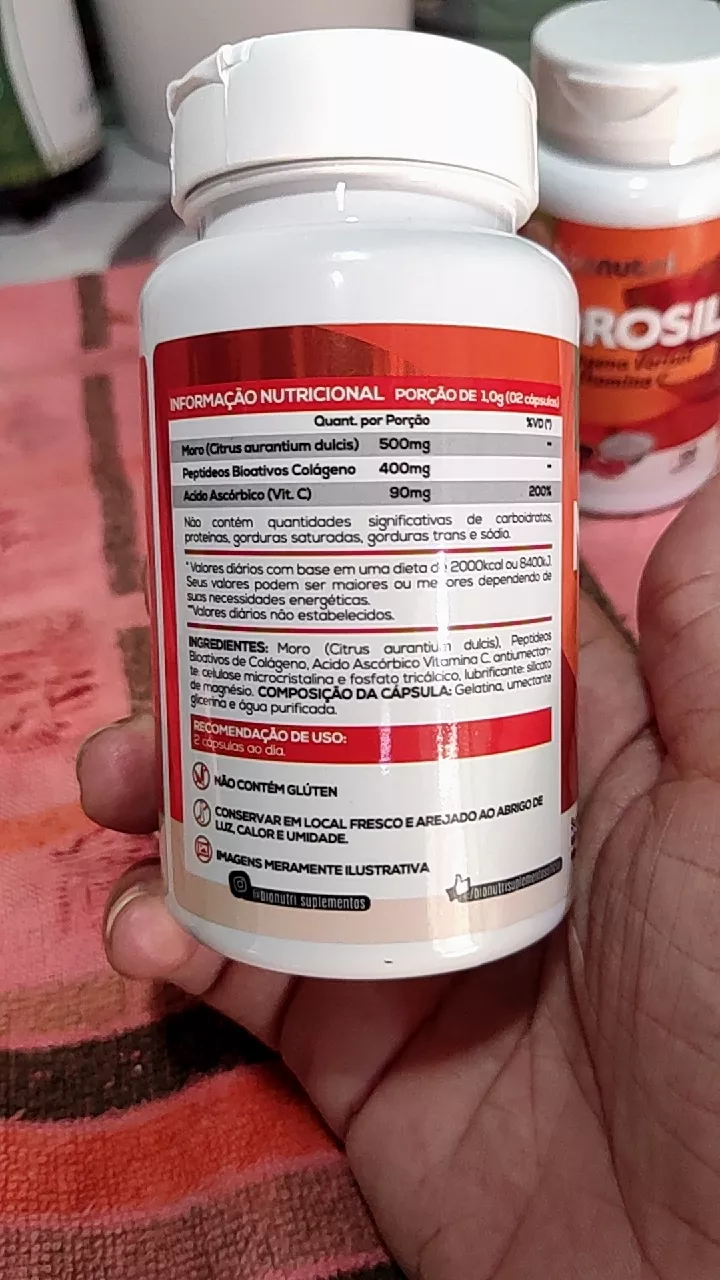 INFORMAÇÃO NUTRICIONAL PORÇÃO DE 1,0g (02 cápsulas)
Quant. por Porção %VD (*)
Moro (Citrus aurantium dulcis) 500mg **
Peptídeos Bioativos Colágeno 400mg **
Acido Ascórbico (Vit. C) 90mg 200%
Não contém quantidades significativas de carboidratos,
proteínas, gorduras saturadas, gorduras trans e sódio.
*Valores diários com base em uma dieta de 2000kcal ou 8400kJ.
Seus valores podem ser maiores ou menores dependendo de
suas necessidades energéticas.
**Valores diários não estabelecidos.
INGREDIENTES: Moro (Citrus aurantium dulcis), Peptídeos
Bioativos de Colágeno, Acido Ascórbico Vitamina C, antiumectan-
te: celulose microcristalina e fosfato tricálcico, lubrificante: silicato
de magnésio. COMPOSIÇÃO DA CÁPSULA: Gelatina, umectante
glicerina e água purificada.
RECOMENDAÇÃO DE USO:
2 cápsulas ao dia.
NÃO CONTÉM GLÚTEN
CONSERVAR EM LOCAL FRESCO E AREJADO AO ABRIGO DE
LUZ, CALOR E UMIDADE.
IMAGENS MERAMENTE ILUSTRATIVA
@bionutri suplementos
/bionutrisuplementos
ROSIL